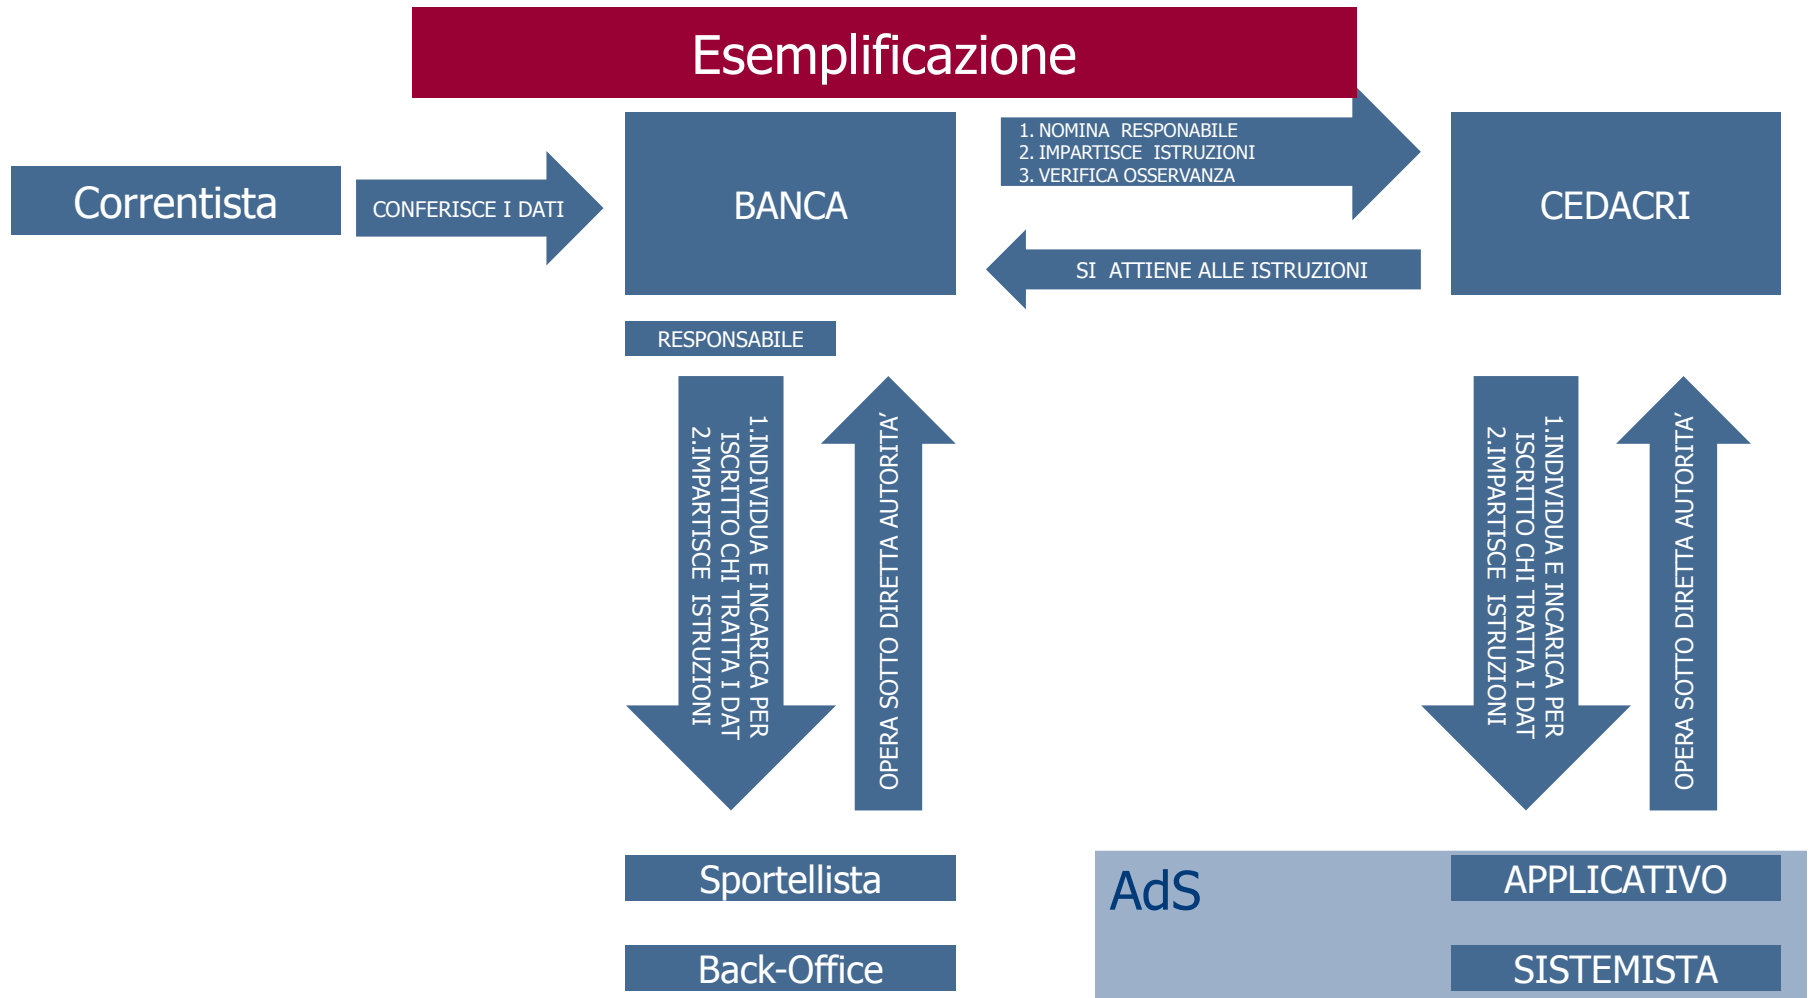 Esemplificazione
Correntista
CONFERISCE I DATI
BANCA
1. NOMINA RESPONABILE
2. IMPARTISCE ISTRUZIONI
3. VERIFICA OSSERVANZA
CEDACRI
SI ATTIENE ALLE ISTRUZIONI
RESPONSABILE
1.INDIVIDUA E INCARICA PER
ISCRITTO CHI TRATTA I DAT
2.IMPARTISCE ISTRUZIONI
OPERA SOTTO DIRETTA AUTORITA’
1.INDIVIDUA E INCARICA PER
ISCRITTO CHI TRATTA I DAT
2.IMPARTISCE ISTRUZIONI
OPERA SOTTO DIRETTA AUTORITA’
Sportellista
Back-Office
AdS
APPLICATIVO
SISTEMISTA